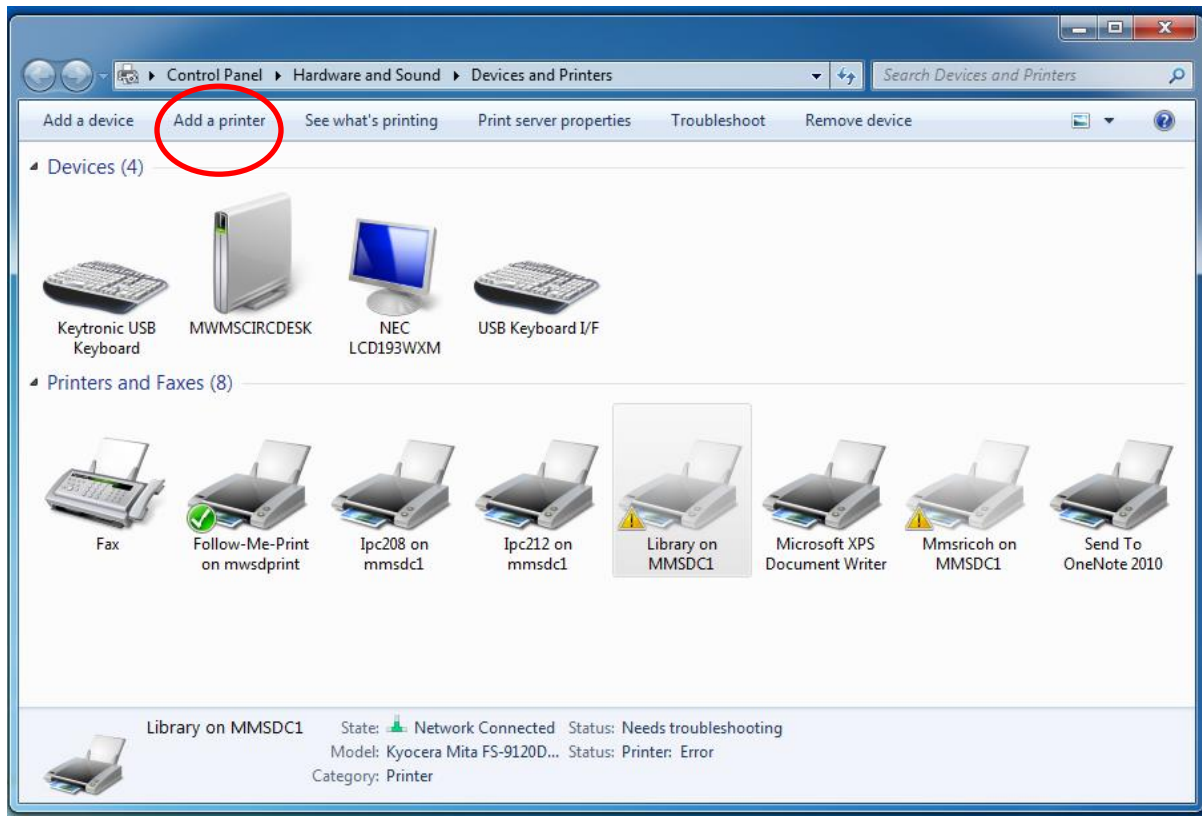 Control Panel Hardware and Sound Devices and Printers Search Devices and Printers
Add a device Add a printer See what's printing Print server properties Troubleshoot Remove device
Devices (4)
Keytronic USB Keyboard
MWMSCIRCDESK
NEC LCD193WXM
USB Keyboard I/F
Printers and Faxes (8)
Fax
Follow-Me-Print on mwsdprint
Ipc208 on mmsdc1
Ipc212 on mmsdc1
Library on MMSDC1
Microsoft XPS Document Writer
Mmsricoh on MMSDC1
Send To OneNote 2010
Library on MMSDC1 State: Network Connected Status: Needs troubleshooting
Model: Kyocera Mita FS-9120D... Status: Printer: Error
Category: Printer